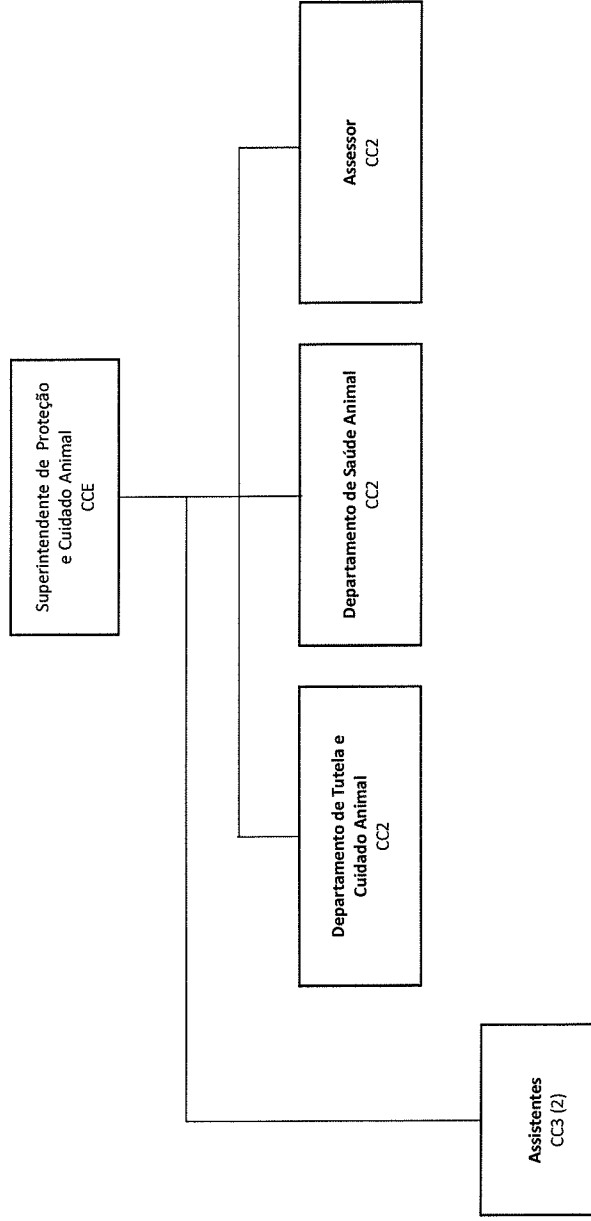 Superintendente de Proteção
e Cuidado Animal
CCE
Departamento de Tutela e
Cuidado Animal
CC2
Departamento de Saúde Animal
CC2
Assessor
CC2
Assistentes
CC3 (2)